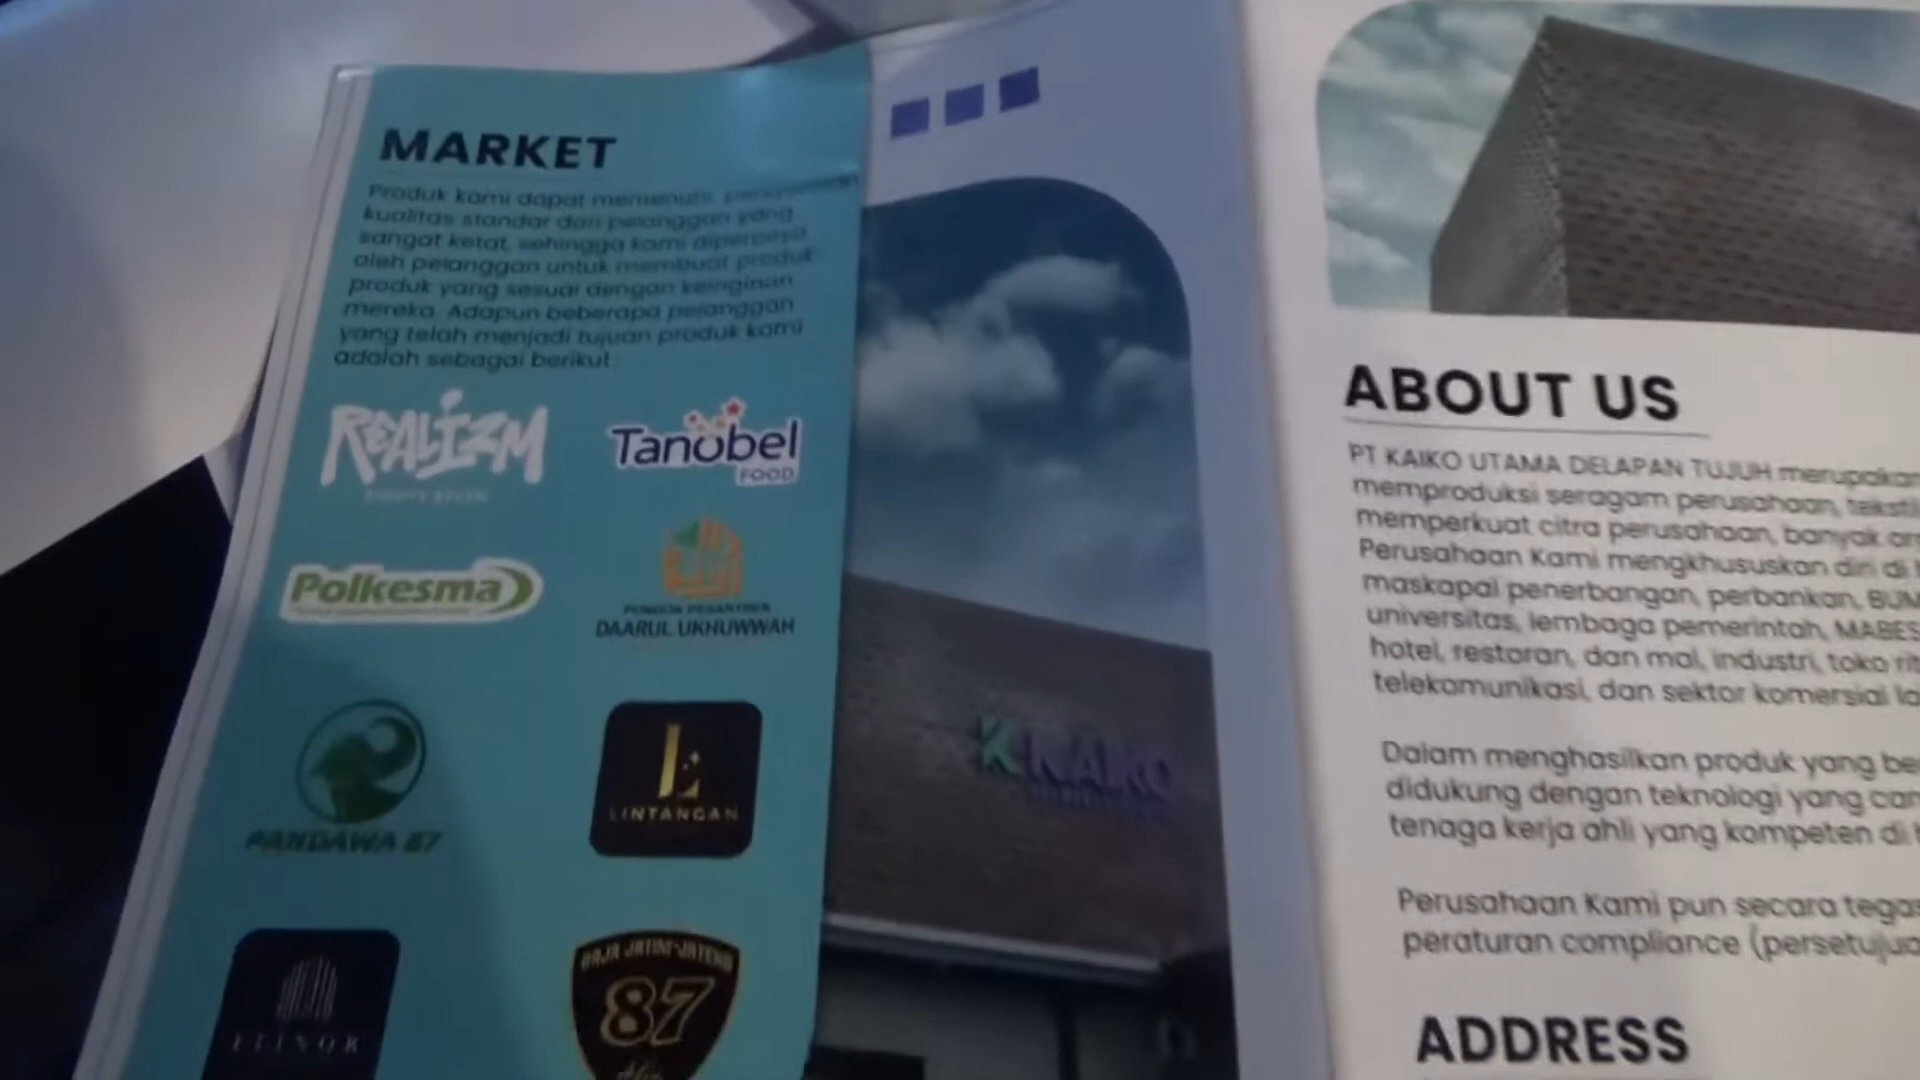 MARKET
Produk kami dapat memenuhi
kualitas standar dari pelanggan yang
sangat ketat, sehingga kami dipercaya
oleh pelanggan untuk membuat produk-
produk yang sesuai dengan keinginan
mereka. Adapun beberapa pelanggan
yang telah menjadi tujuan produk kami
adalah sebagai berikut
REALIZM
Tanobel
FOOD
Polkesma
PONDOK PESANTREN
DAARUL UKHUWWAH
PANDAWA 87
LINTANGAN
ELINOR
87
KAIKO
ABOUT US
PT KAIKO UTAMA DELAPAN TUJUH merupakan
memproduksi seragam perusahaan,
memperkuat citra perusahaan, banyak
Perusahaan Kami mengkhususkan diri di
maskapai penerbangan, perbankan,
universitas, lembaga pemerintah,
hotel, restoran, dan mal, industri, toko
telekomunikasi, dan sektor komersial
Dalam menghasilkan produk yang
didukung dengan teknologi yang
tenaga kerja ahli yang kompeten di
Perusahaan Kami pun secara
peraturan compliance
ADDRESS